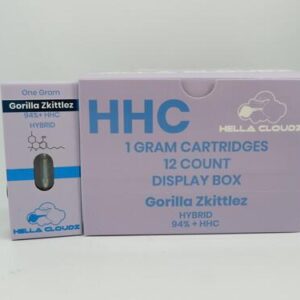 One Gram
Gorilla Zkittlez
94%+ HHC
HYBRID
HELLA CLOUDZ
HHC
HELLA CLOUDZ
1 GRAM CARTRIDGES
12 COUNT
DISPLAY BOX
Gorilla Zkittlez
HYBRID
94% + HHC